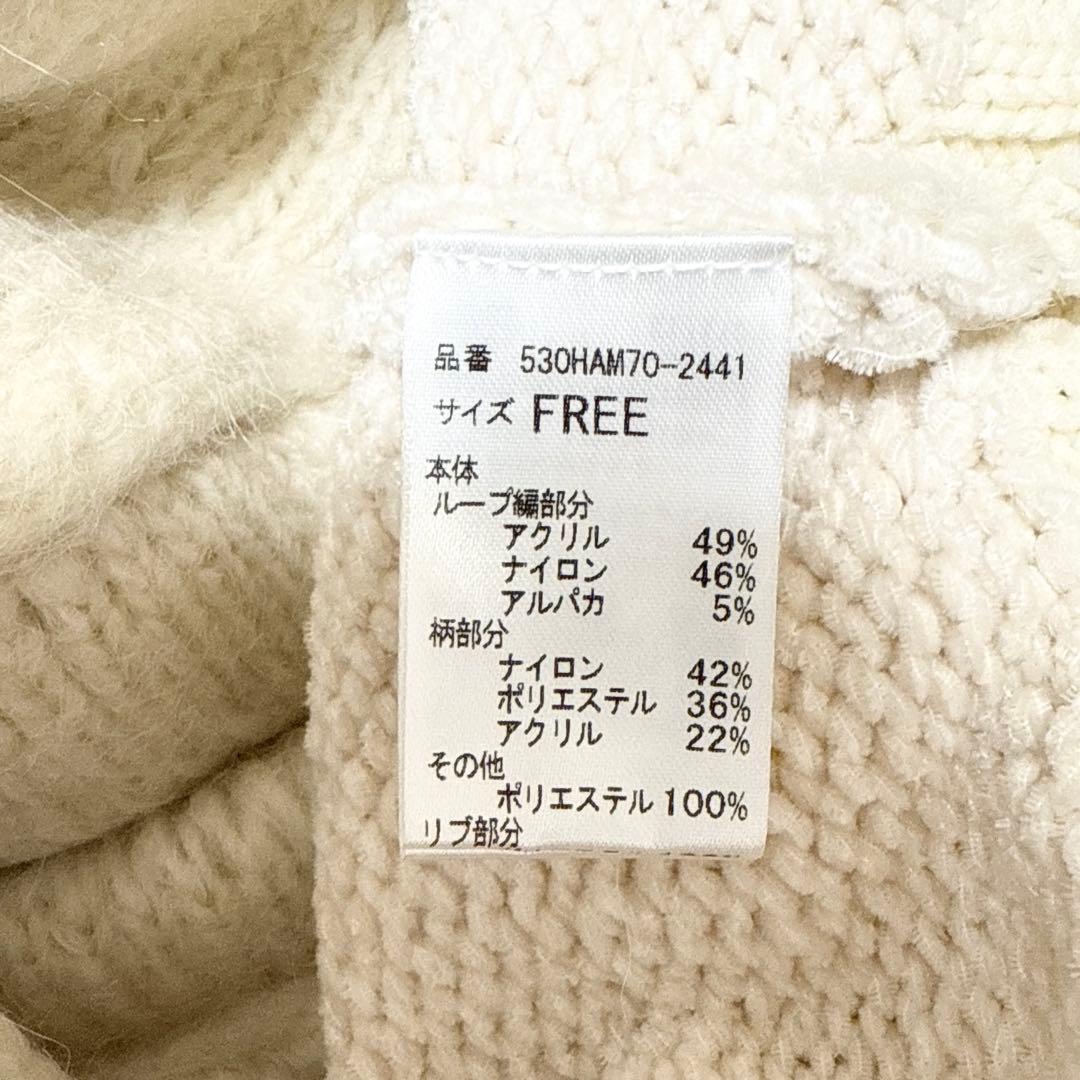 品番 530HAM70-2441
サイズ FREE
本体
ループ編部分
アクリル 49%
ナイロン 46%
アルパカ 5%
柄部分
ナイロン 42%
ポリエステル 36%
アクリル 22%
その他
ポリエステル 100%
リブ部分